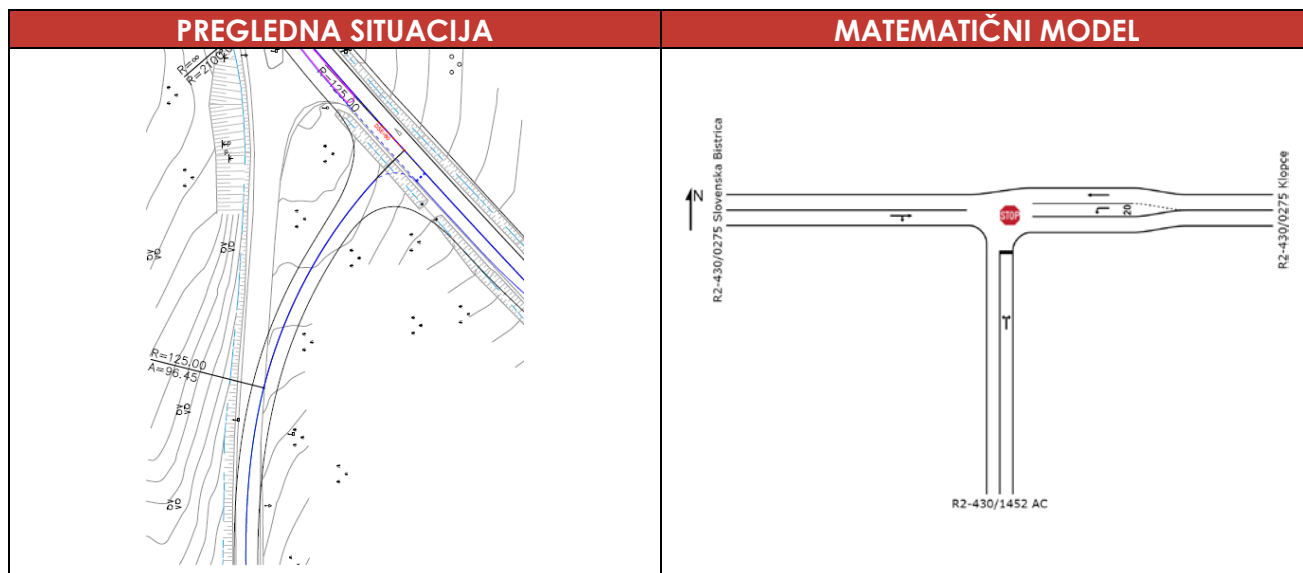 PREGLEDNA SITUACIJA
R=∞
R=2100
R=125.00
R=125.00
A=96.45
MATEMATIČNI MODEL
N
R2-430/0275 Slovenska Bistrica
STOP
20
R2-430/0275 Klopce
R2-430/1452 AC